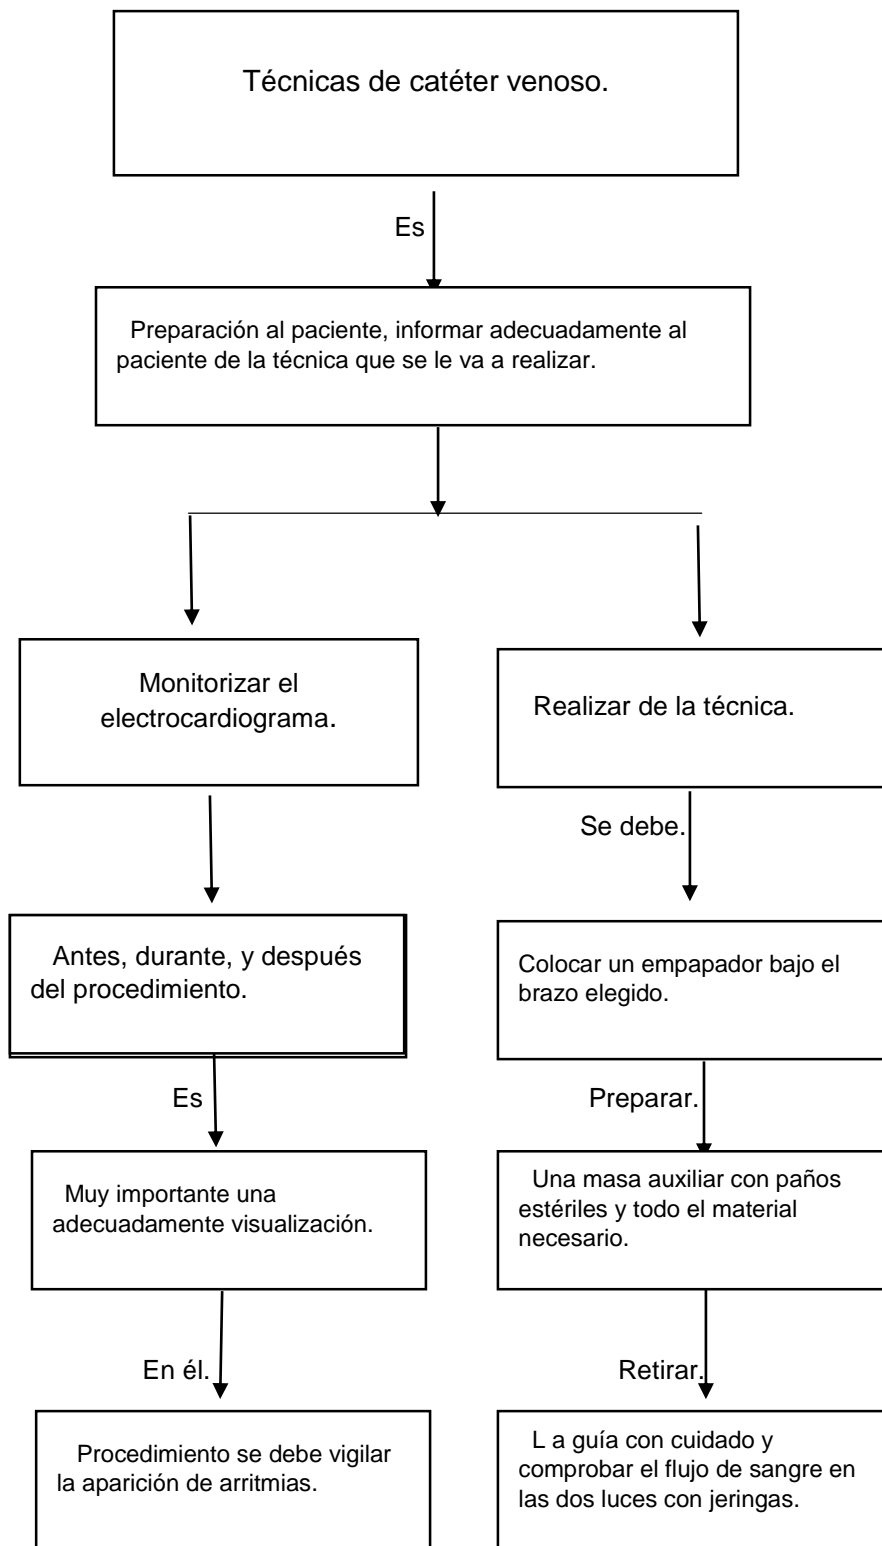 Técnicas de catéter venoso.
Es
Preparación al paciente, informar adecuadamente al
paciente de la técnica que se le va a realizar.
Monitorizar el
electrocardiograma.
Realizar de la técnica.
Se debe.
Antes, durante, y después
del procedimiento.
Colocar un empapador bajo el
brazo elegido.
Es
Preparar.
Muy importante una
adecuadamente visualización.
Una masa auxiliar con paños
estériles y todo el material
necesario.
En él.
Retirar.
Procedimiento se debe vigilar
la aparición de arritmias.
L a guía con cuidado y
comprobar el flujo de sangre en
las dos luces con jeringas.